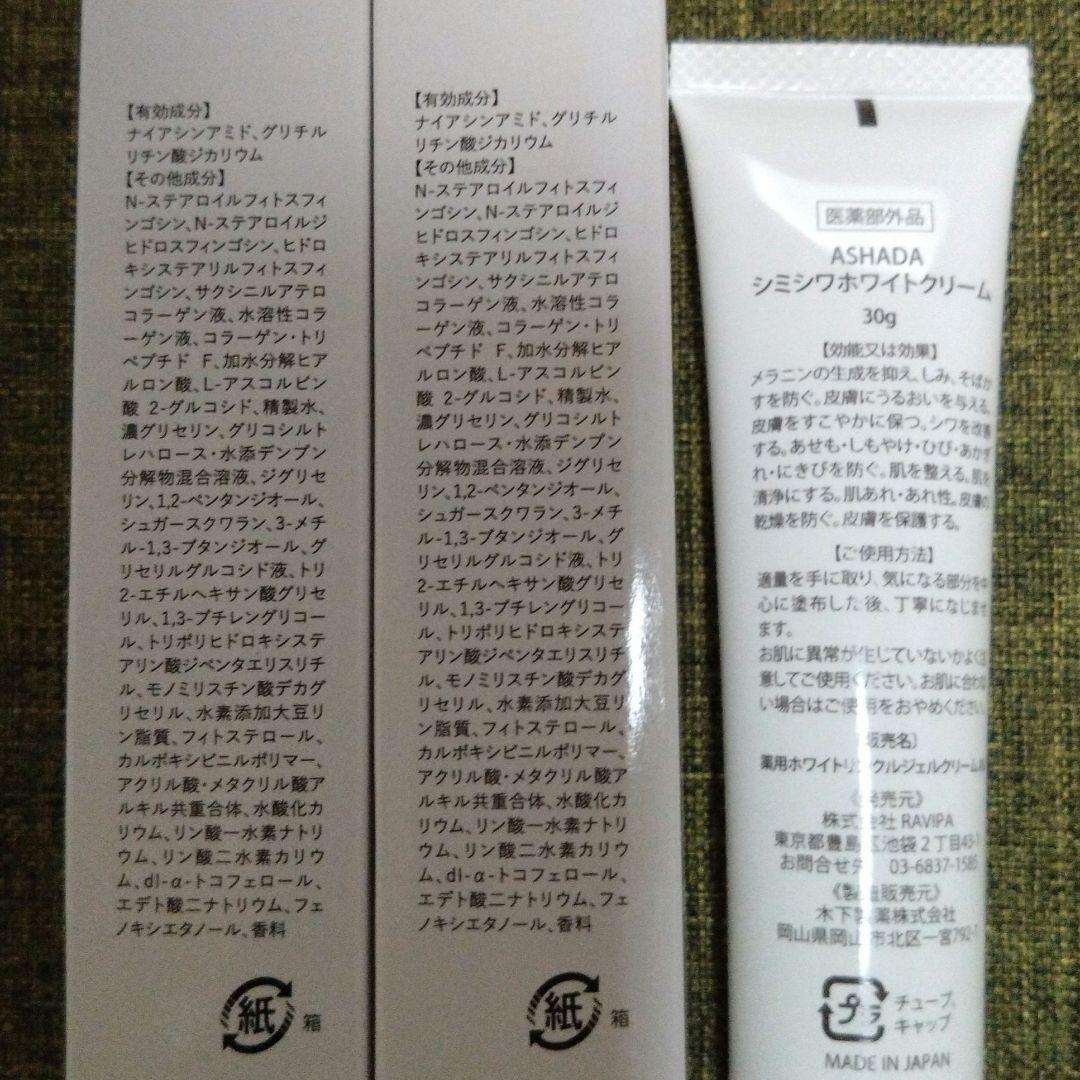 【有効成分】
ナイアシンアミド、グリチル
リチン酸ジカリウム
【その他成分】
N-ステアロイルフィトスフィ
ンゴシン、N-ステアロイルジ
ヒドロスフィンゴシン、ヒドロ
キシステアリルフィトスフィ
ンゴシン、サクシニルアテロ
コラーゲン液、水溶性コラ
ーゲン液、コラーゲン・トリ
ペプチド F、加水分解ヒア
ルロン酸、L-アスコルビン
酸 2-グルコシド、精製水、
濃グリセリン、グリコシルト
レハロース・水添デンプン
分解物混合溶液、ジグリセ
リン、1,2-ペンタンジオール、
シュガースクワラン、3-メチ
ル-1,3-ブタンジオール、グ
リセリルグルコシド液、トリ
2-エチルヘキサン酸グリセ
リル、1,3-ブチレングリコー
ル、トリポリヒドロキシステ
アリン酸ジペンタエリスリチ
ル、モノミリスチン酸デカグ
リセリル、水素添加大豆リ
ン脂質、フィトステロール、
カルボキシビニルポリマー、
アクリル酸・メタクリル酸ア
ルキル共重合体、水酸化カ
リウム、リン酸一水素ナトリ
ウム、リン酸二水素カリウ
ム、dl-α-トコフェロール、
エデト酸二ナトリウム、フェ
ノキシエタノール、香料
紙 箱
【有効成分】
ナイアシンアミド、グリチル
リチン酸ジカリウム
【その他成分】
N-ステアロイルフィトスフィ
ンゴシン、N-ステアロイルジ
ヒドロスフィンゴシン、ヒドロ
キシステアリルフィトスフィ
ンゴシン、サクシニルアテロ
コラーゲン液、水溶性コラ
ーゲン液、コラーゲン・トリ
ペプチド F、加水分解ヒア
ルロン酸、L-アスコルビン
酸 2-グルコシド、精製水、
濃グリセリン、グリコシルト
レハロース・水添デンプン
分解物混合溶液、ジグリセ
リン、1,2-ペンタンジオール、
シュガースクワラン、3-メチ
ル-1,3-ブタンジオール、グ
リセリルグルコシド液、トリ
2-エチルヘキサン酸グリセ
リル、1,3-ブチレングリコー
ル、トリポリヒドロキシステ
アリン酸ジペンタエリスリチ
ル、モノミリスチン酸デカグ
リセリル、水素添加大豆リ
ン脂質、フィトステロール、
カルボキシビニルポリマー、
アクリル酸・メタクリル酸ア
ルキル共重合体、水酸化カ
リウム、リン酸一水素ナトリ
ウム、リン酸二水素カリウ
ム、dl-α-トコフェロール、
エデト酸二ナトリウム、フェ
ノキシエタノール、香料
紙 箱
医薬部外品
ASHADA
シミシワホワイトクリーム
30g
【効能又は効果】
メラニンの生成を抑え、しみ、そばか
すを防ぐ。皮膚にうるおいを与える。
皮膚をすこやかに保つ。シワを改善
する。あせも・しもやけ・ひび・あかぎ
れ・にきびを防ぐ。肌を整える。肌を
清浄にする。肌あれ・あれ性。皮膚の
乾燥を防ぐ。皮膚を保護する。
【ご使用方法】
適量を手に取り、気になる部分を中
心に塗布した後、丁寧になじませ
ます。
お肌に異常が生じていないかよく注
意してご使用ください。お肌に合わな
い場合はご使用をおやめください。
【販売名】
薬用ホワイトリンクルジェルクリーム
《発売元》
株式会社 RAVIPA
東京都豊島区池袋2丁目43-1
お問合せ先 03-6837-1585
《製造販売元》
木下製薬株式会社
岡山県岡山市北区一宮792-1
プラ チューブ、
キャップ
MADE IN JAPAN